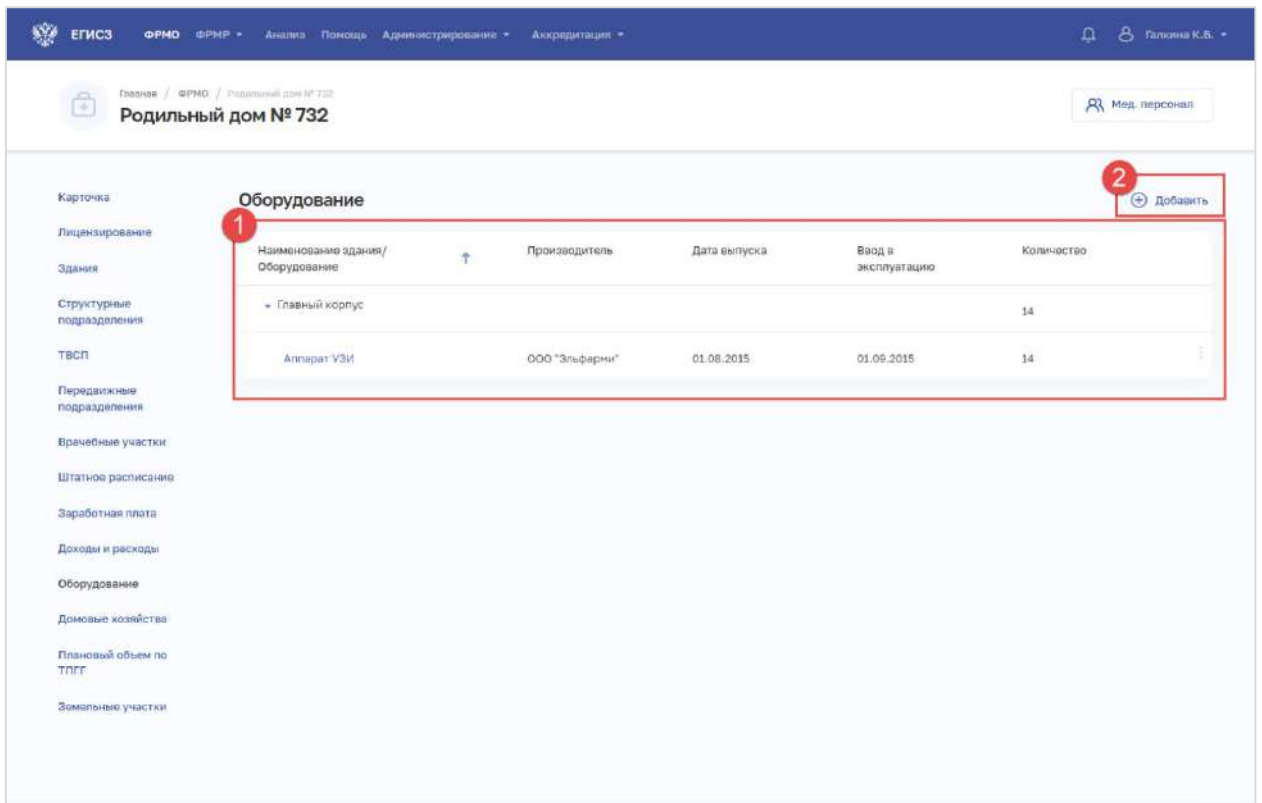 ЕГИСЗ ФРМО ФРМР Анализ Помощь Администрирование Аккредитация Галкина К.Б.
Главная / ФРМО / Родильный дом № 732
Родильный дом № 732
Мед. персонал
Карточка
Лицензирование
Здания
Структурные
подразделения
ТВСП
Передвижные
подразделения
Врачебные участки
Штатное расписание
Заработная плата
Доходы и расходы
Оборудование
Домовые хозяйства
Плановый объем по
ТПГГ
Земельные участки
Оборудование
2
Добавить
1
Наименование здания/
Оборудование
Производитель
Дата выпуска
Ввод в
эксплуатацию
Количество
Главный корпус 14
Аппарат УЗИ ООО "Эльфарми" 01.08.2015 01.09.2015 14